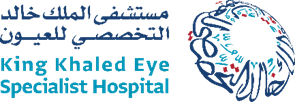 مستشفى الملك خالد
التخصصي للعيون
King Khaled Eye
Specialist Hospital